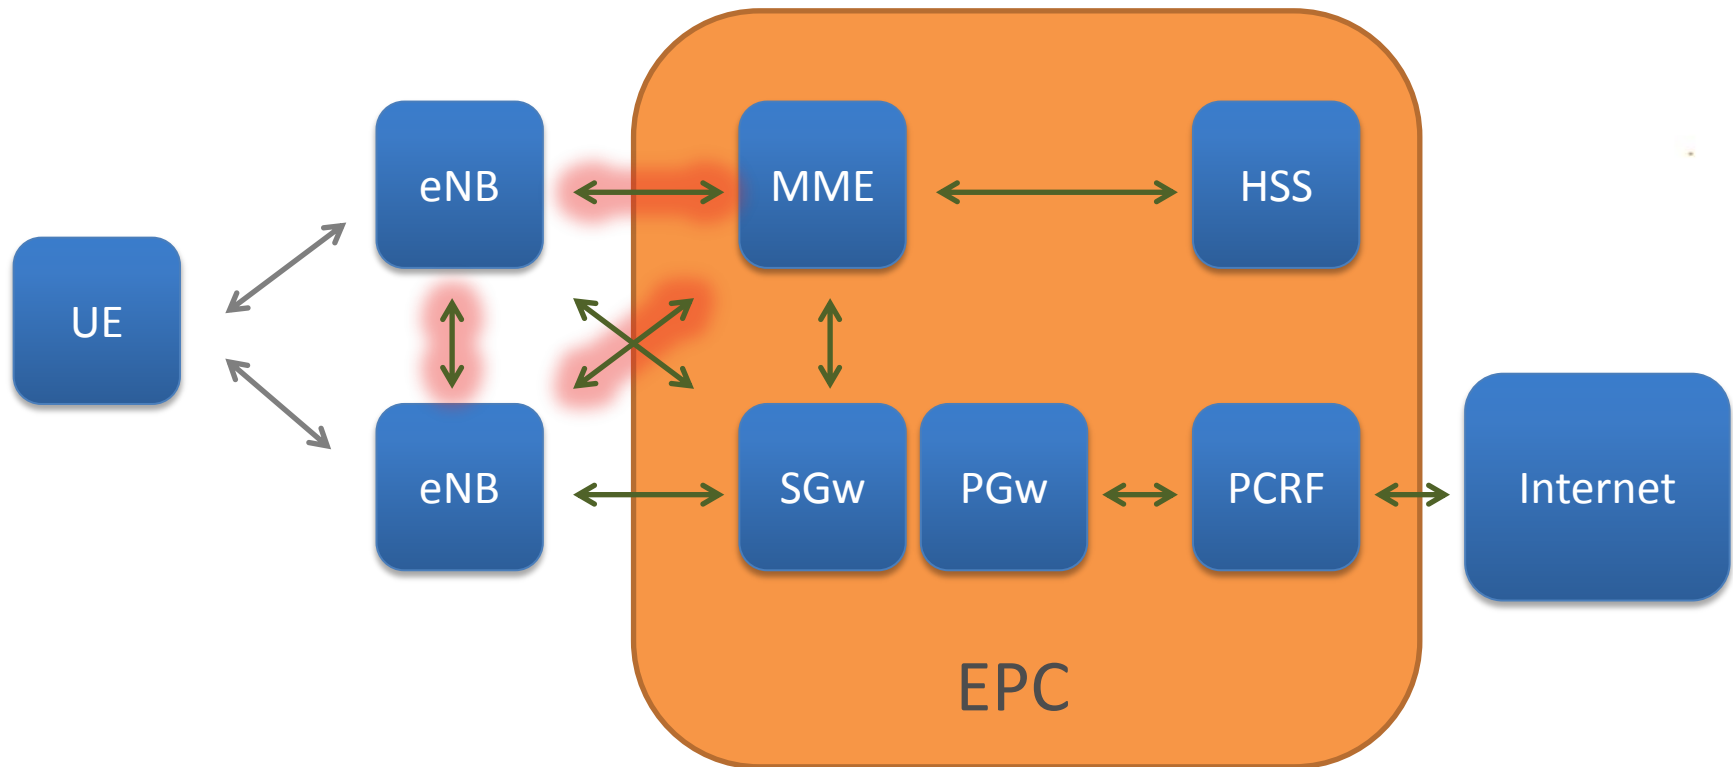 eNB
MME
HSS
UE
eNB
SGw
PGw
PCRF
Internet
EPC